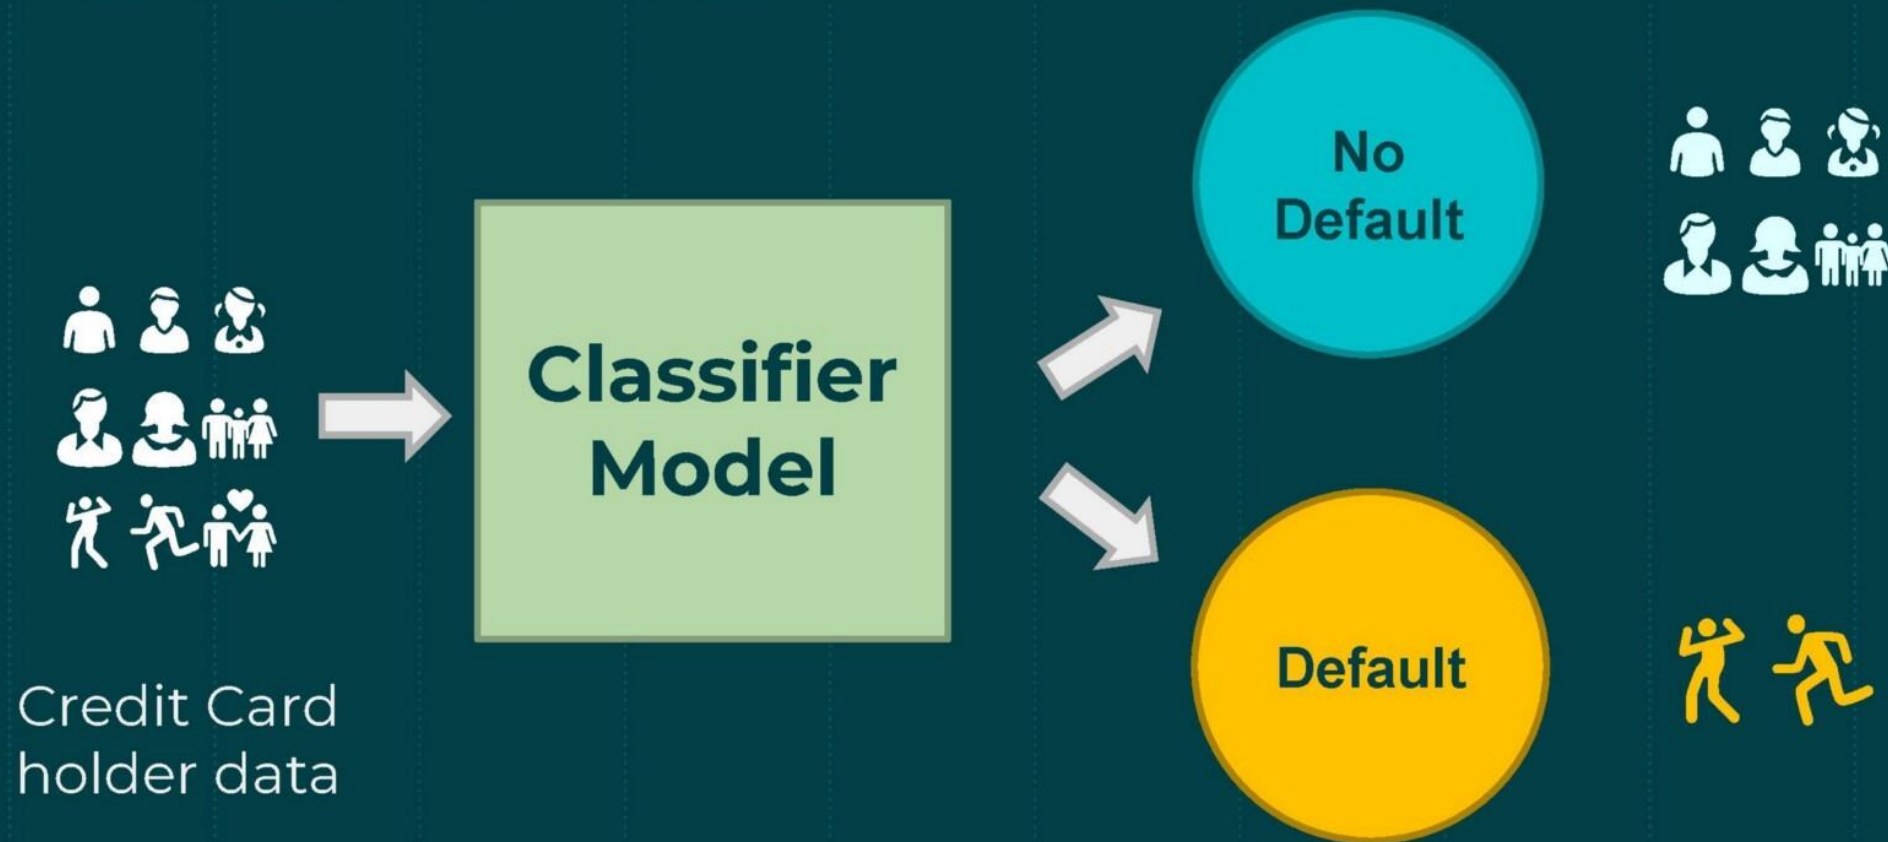 Credit Card
holder data
Classifier
Model
No
Default
Default